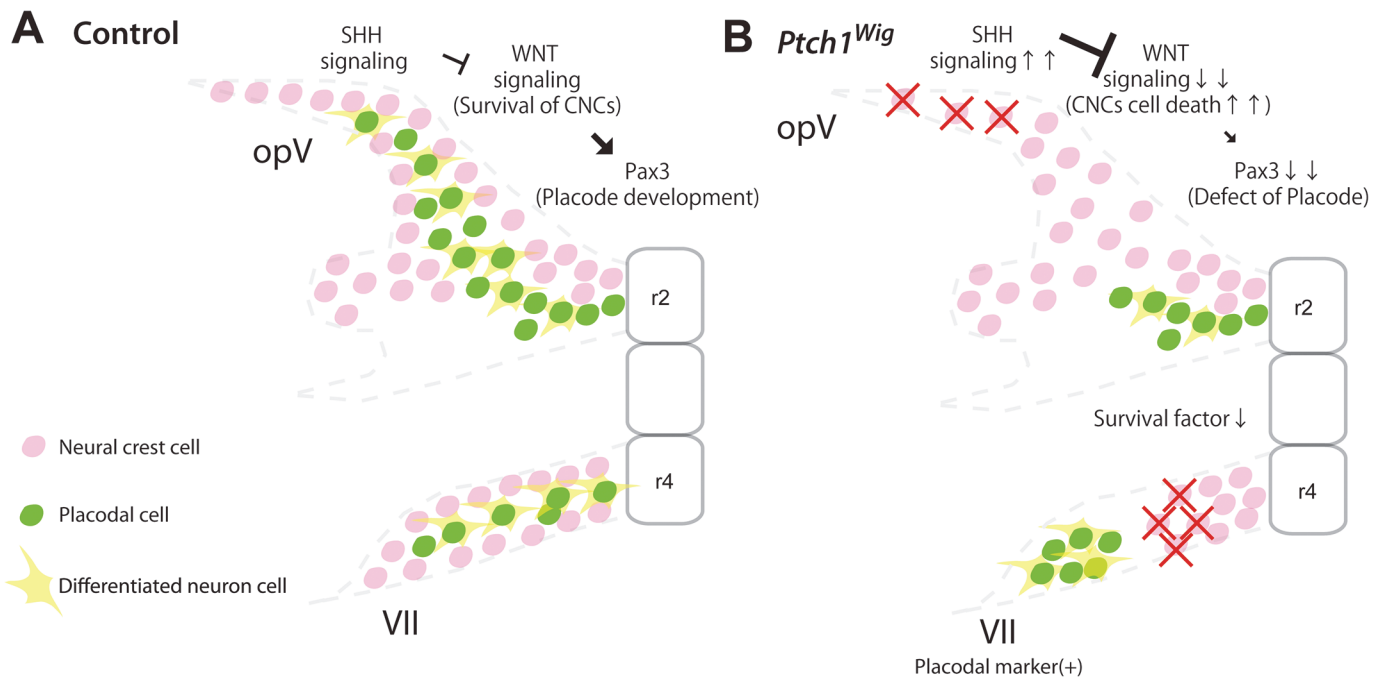 A Control
SHH
signaling
WNT
signaling
(Survival of CNCs)
opV
Pax3
(Placode development)
r2
r4
Neural crest cell
Placodal cell
Differentiated neuron cell
VII
B Ptch1Wig
SHH
signaling ↑ ↑
WNT
signaling ↓ ↓
(CNCs cell death ↑ ↑)
opV
Pax3 ↓ ↓
(Defect of Placode)
r2
Survival factor ↓
r4
VII
Placodal marker(+)